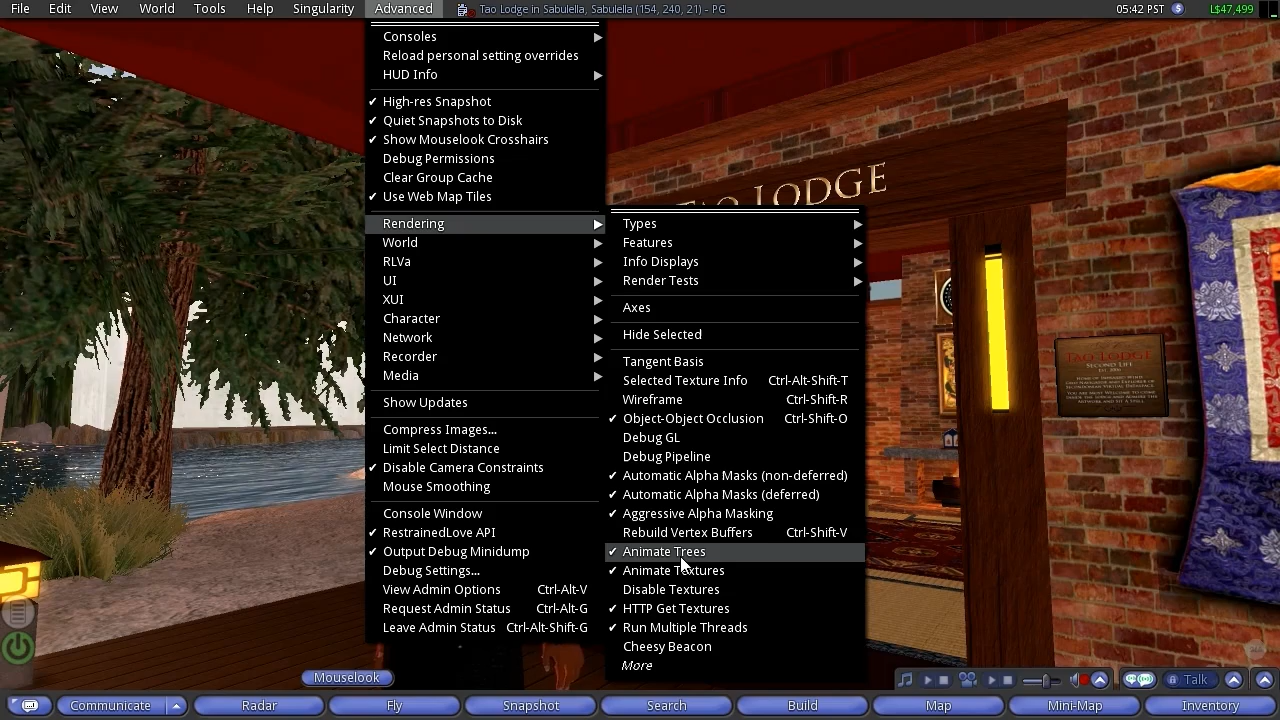 File Edit View World Tools Help Singularity Advanced Tao Lodge in Sabulella, Sabulella (154, 240, 21) - PG 05:42 PST $ L$47,499
Consoles
Reload personal setting overrides
HUD Info
High-res Snapshot
Quiet Snapshots to Disk
Show Mouselook Crosshairs
Debug Permissions
Clear Group Cache
Use Web Map Tiles
Rendering
World
RLVa
UI
XUI
Character
Network
Recorder
Media
Show Updates
Compress Images...
Limit Select Distance
Disable Camera Constraints
Mouse Smoothing
Console Window
RestrainedLove API
Output Debug Minidump
Debug Settings...
View Admin Options Ctrl-Alt-V
Request Admin Status Ctrl-Alt-G
Leave Admin Status Ctrl-Alt-Shift-G
Types
Features
Info Displays
Render Tests
Axes
Hide Selected
Tangent Basis
Selected Texture Info Ctrl-Alt-Shift-T
Wireframe Ctrl-Shift-R
Object-Object Occlusion Ctrl-Shift-O
Debug GL
Debug Pipeline
Automatic Alpha Masks (non-deferred)
Automatic Alpha Masks (deferred)
Aggressive Alpha Masking
Rebuild Vertex Buffers Ctrl-Shift-V
Animate Trees
Animate Textures
Disable Textures
HTTP Get Textures
Run Multiple Threads
Cheesy Beacon
More
TAO LODGE
TAO LODGE
SECOND LIFE
Mouselook
Talk
Communicate Radar Fly Snapshot Search Build Map Mini-Map Inventory